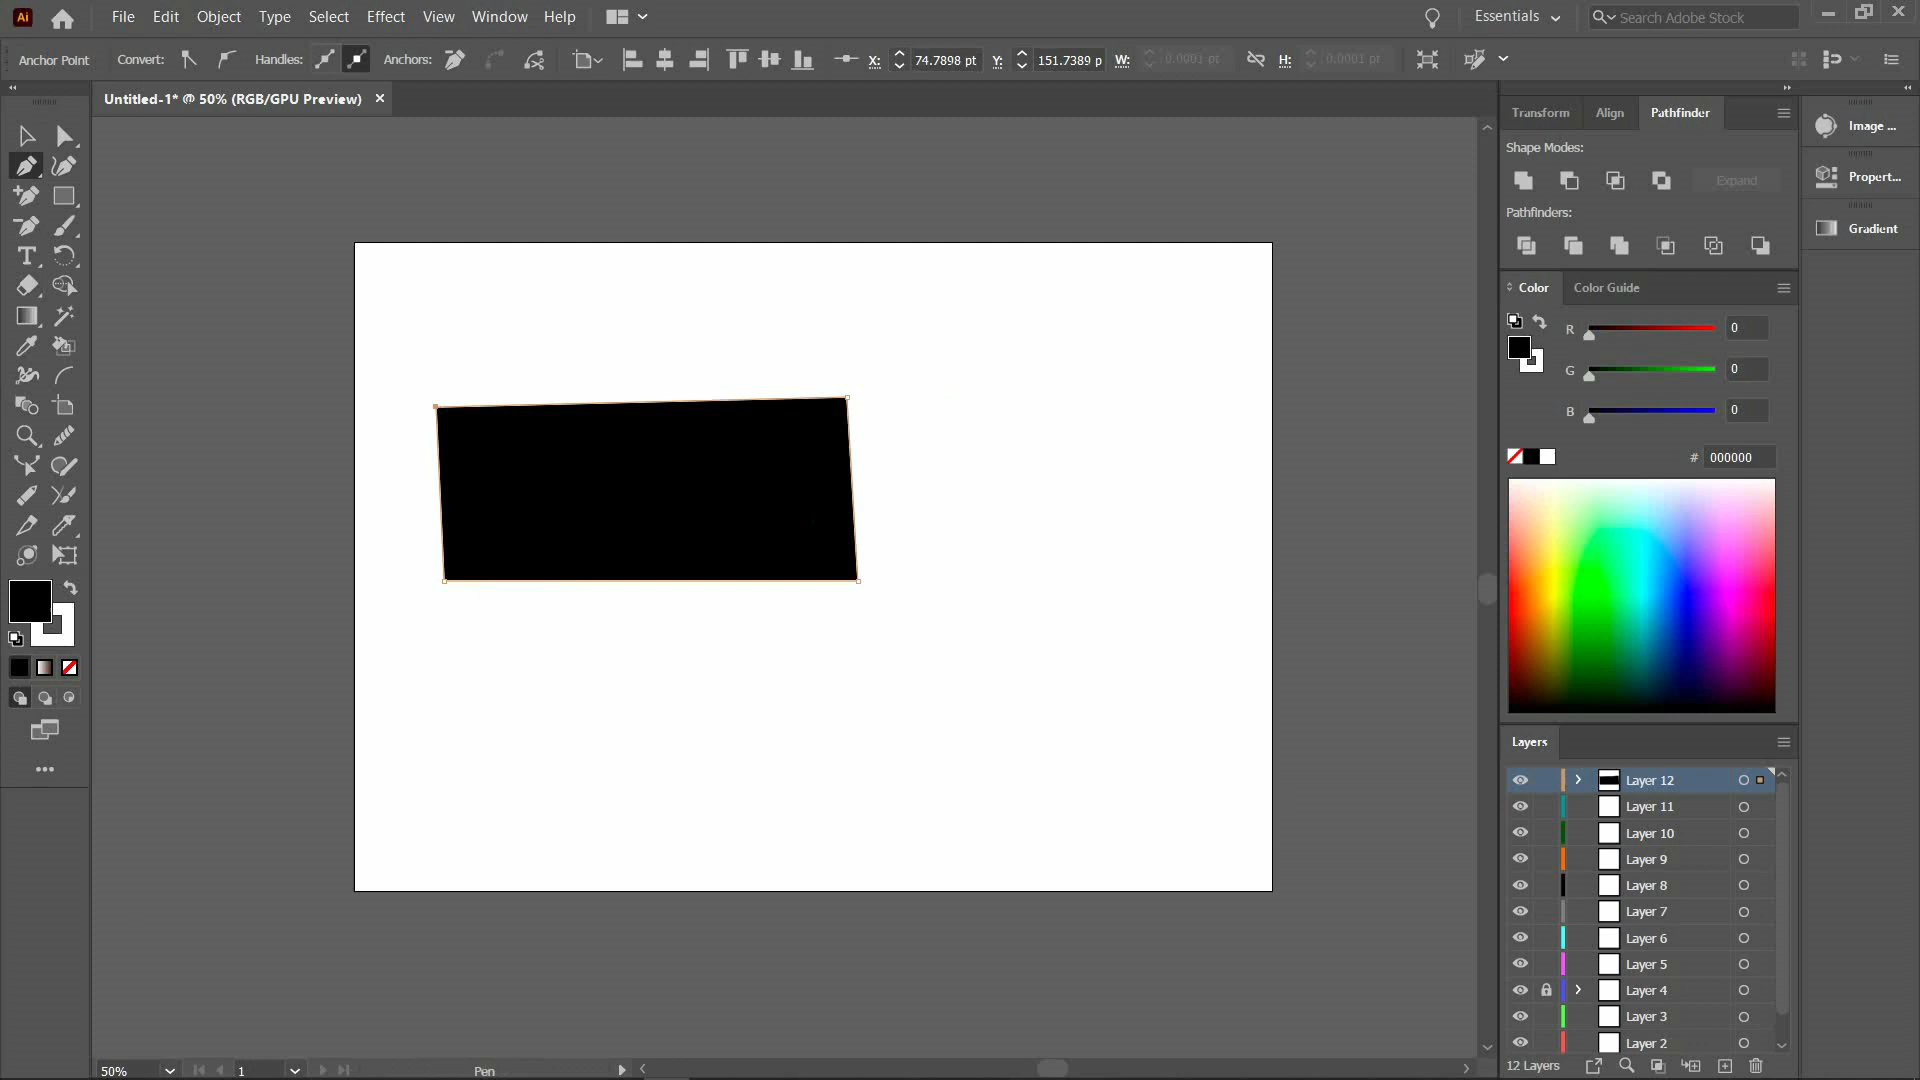 Ai File Edit Object Type Select Effect View Window Help Essentials Search Adobe Stock
Anchor Point Convert: Handles: Anchors: X: 74.7898 pt Y: 151.7389 p W: 0.0001 pt H: 0.0001 pt
Untitled-1* @ 50% (RGB/GPU Preview)
Transform Align Pathfinder
Shape Modes:
Expand
Pathfinders:
Image ...
Propert...
Gradient
Color Color Guide
R 0
G 0
B 0
# 000000
Layers
Layer 12
Layer 11
Layer 10
Layer 9
Layer 8
Layer 7
Layer 6
Layer 5
Layer 4
Layer 3
Layer 2
12 Layers
50% 1 Pen